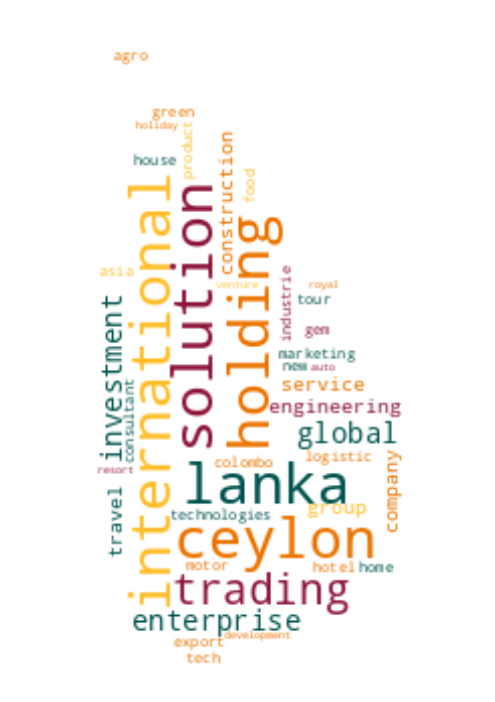 agro
green
holiday
product
house
construction
food
international
solution
holding
asia
venture
industrie
royal
tour
investment
gem
marketing
new
auto
consultant
service
engineering
global
colombo
logistic
resort
lanka
company
travel
technologies
group
ceylon
motor
hotel
home
trading
enterprise
development
export
tech